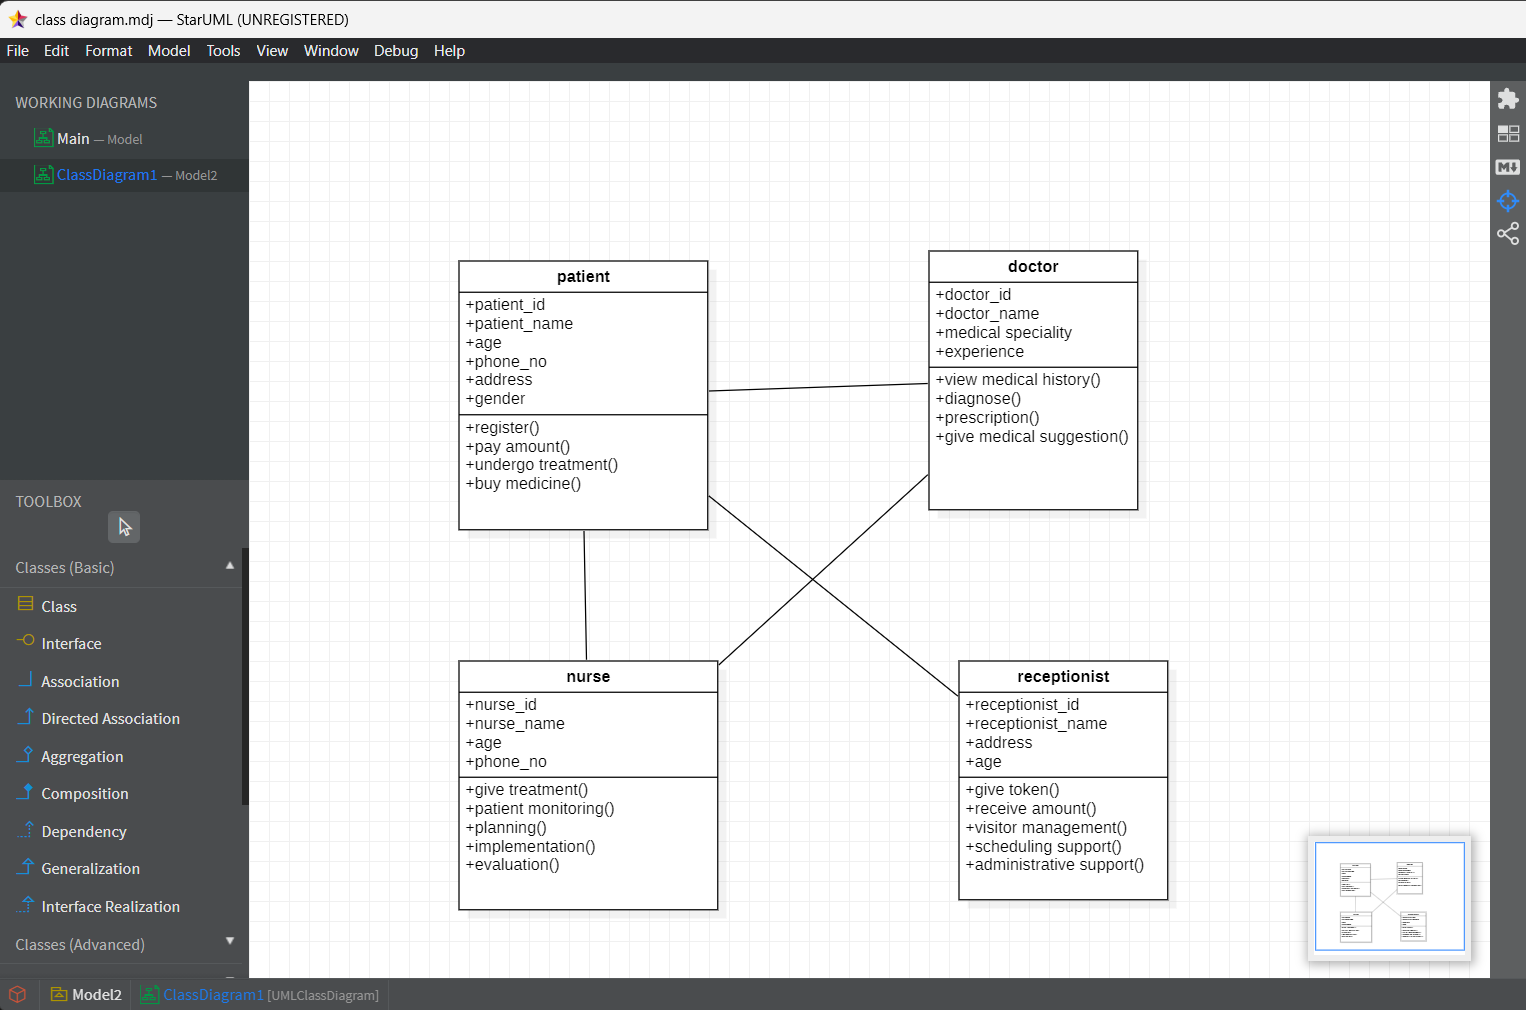 class diagram.mdj — StarUML (UNREGISTERED)
File Edit Format Model Tools View Window Debug Help
WORKING DIAGRAMS
Main — Model
ClassDiagram1 — Model2
TOOLBOX
Classes (Basic)
Class
Interface
Association
Directed Association
Aggregation
Composition
Dependency
Generalization
Interface Realization
Classes (Advanced)
patient
+patient_id
+patient_name
+age
+phone_no
+address
+gender
+register()
+pay amount()
+undergo treatment()
+buy medicine()
doctor
+doctor_id
+doctor_name
+medical speciality
+experience
+view medical history()
+diagnose()
+prescription()
+give medical suggestion()
nurse
+nurse_id
+nurse_name
+age
+phone_no
+give treatment()
+patient monitoring()
+planning()
+implementation()
+evaluation()
receptionist
+receptionist_id
+receptionist_name
+address
+age
+give token()
+receive amount()
+visitor management()
+scheduling support()
+administrative support()
M
Model2
ClassDiagram1 [UMLClassDiagram]